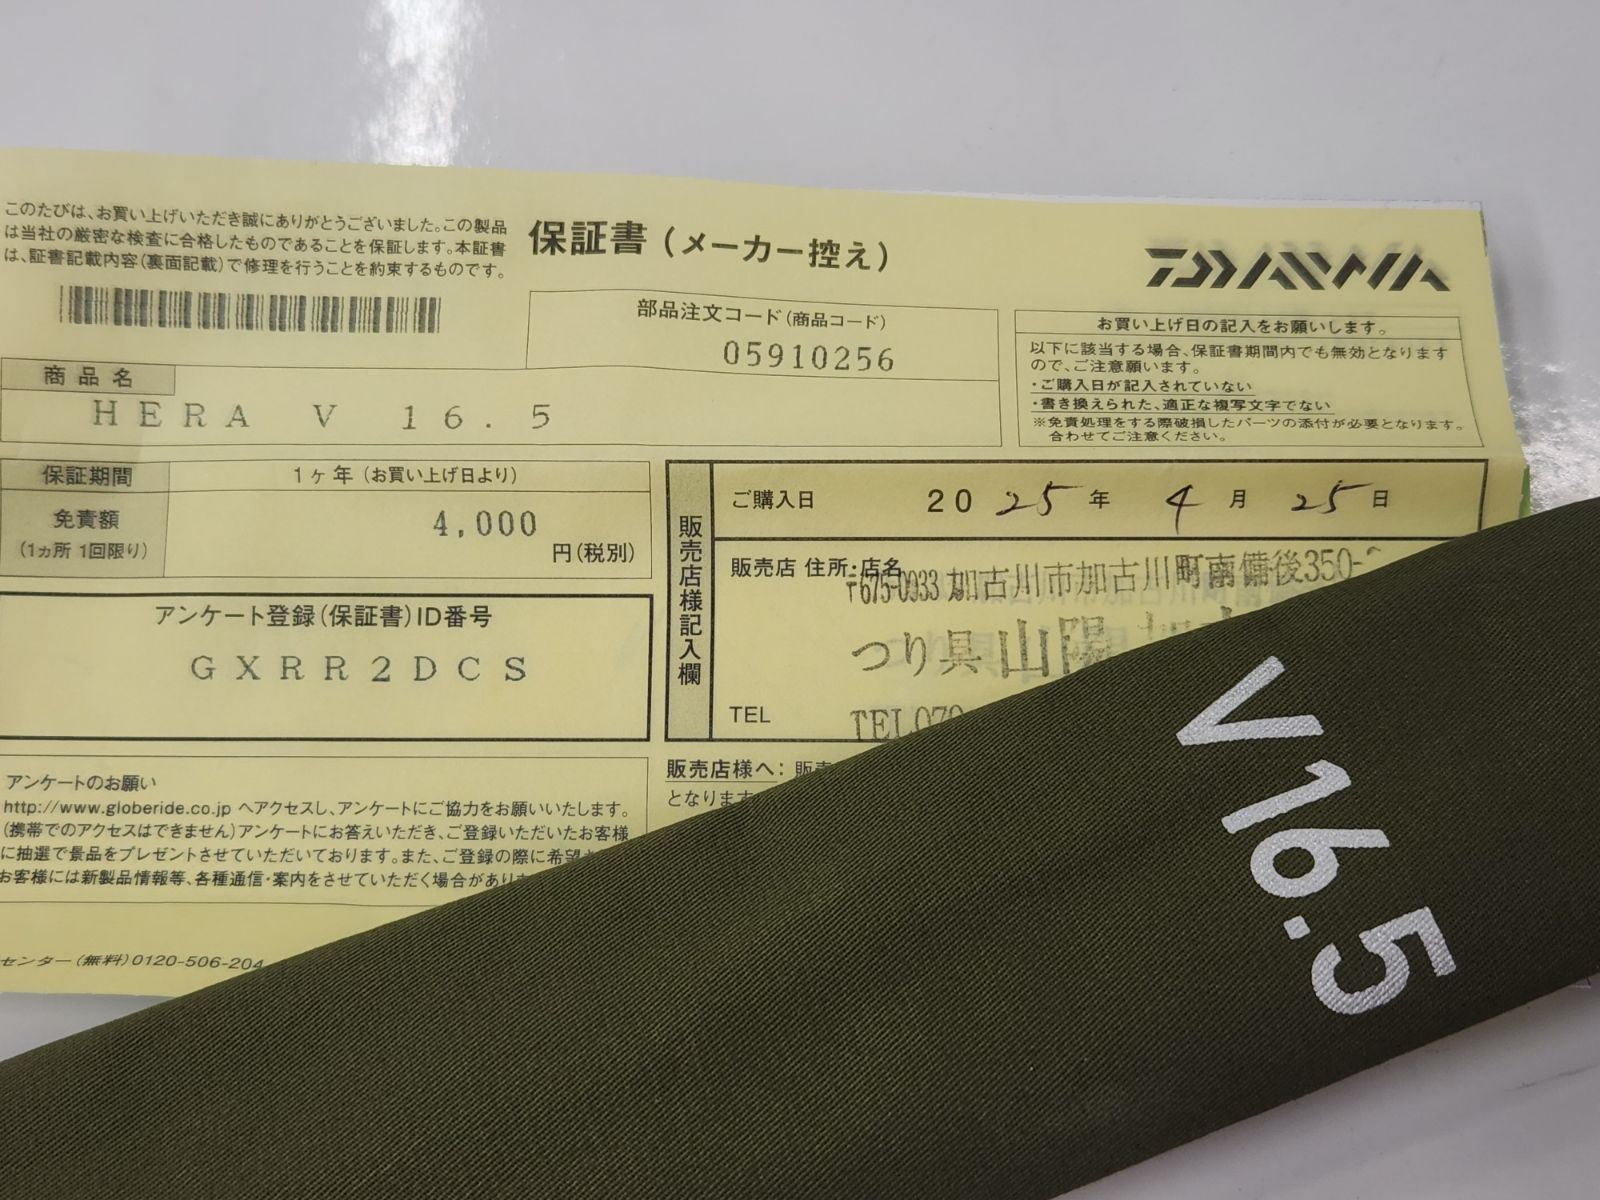 このたびは、お買い上げいただき誠にありがとうございました。この製品
は当社の厳密な検査に合格したものであることを保証します。本証書
は、証書記載内容(裏面記載)で修理を行うことを約束するものです。
保証書(メーカー控え)
DAIWA
部品注文コード(商品コード)
05910256
商品名
HERA V 16.5
お買い上げ日の記入をお願いします。
以下に該当する場合、保証書期間内でも無効となります
ので、ご注意願います。
・ご購入日が記入されていない
・書き換えられた、適正な複写文字でない
※免責処理をする際破損したパーツの添付が必要となります。
合わせてご注意ください。
保証期間
1ヶ年(お買い上げ日より)
免責額
(1ヵ所 1回限り)
4,000
円(税別)
アンケート登録(保証書)ID番号
GXRR2DCS
販売店様記入欄
ご購入日 2025年 4月 25日
販売店 住所・店名
〒675-0033 加古川市加古川町南備後350-
つり具山陽
TEL
TEL079
アンケートのお願い
http://www.globeride.co.jp へアクセスし、アンケートにご協力をお願いいたします。
(携帯でのアクセスはできません)アンケートにお答えいただき、ご登録いただいたお客様
に抽選で景品をプレゼントさせていただいております。また、ご登録の際に希望
お客様には新製品情報等、各種通信・案内をさせていただく場合があり
販売店様へ:販売
となります
センター(無料)0120-506-204
V16.5